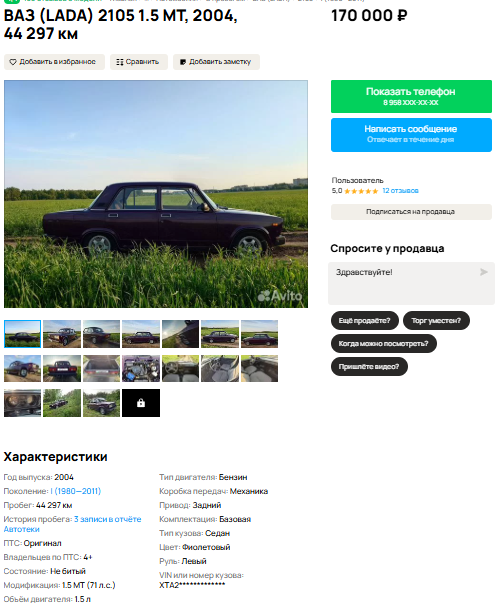 ВАЗ (LADA) 2105 1.5 MT, 2004,
44 297 км
170 000 ₽
Добавить в избранное
Сравнить
Добавить заметку
Показать телефон
8 958 XXX-XX-XX
Написать сообщение
Отвечает в течение дня
Avito
Пользователь
5,0
12 отзывов
Подписаться на продавца
Спросите у продавца
Здравствуйте!
Ещё продаёте?
Торг уместен?
Когда можно посмотреть?
Пришлёте видео?
Характеристики
Год выпуска: 2004
Поколение: I (1980—2011)
Пробег: 44 297 км
История пробега: 3 записи в отчёте
Автотеки
ПТС: Оригинал
Владельцев по ПТС: 4+
Состояние: Не битый
Модификация: 1.5 MT (71 л.с.)
Объём двигателя: 1.5 л
Тип двигателя: Бензин
Коробка передач: Механика
Привод: Задний
Комплектация: Базовая
Тип кузова: Седан
Цвет: Фиолетовый
Руль: Левый
VIN или номер кузова:
XTA2*************